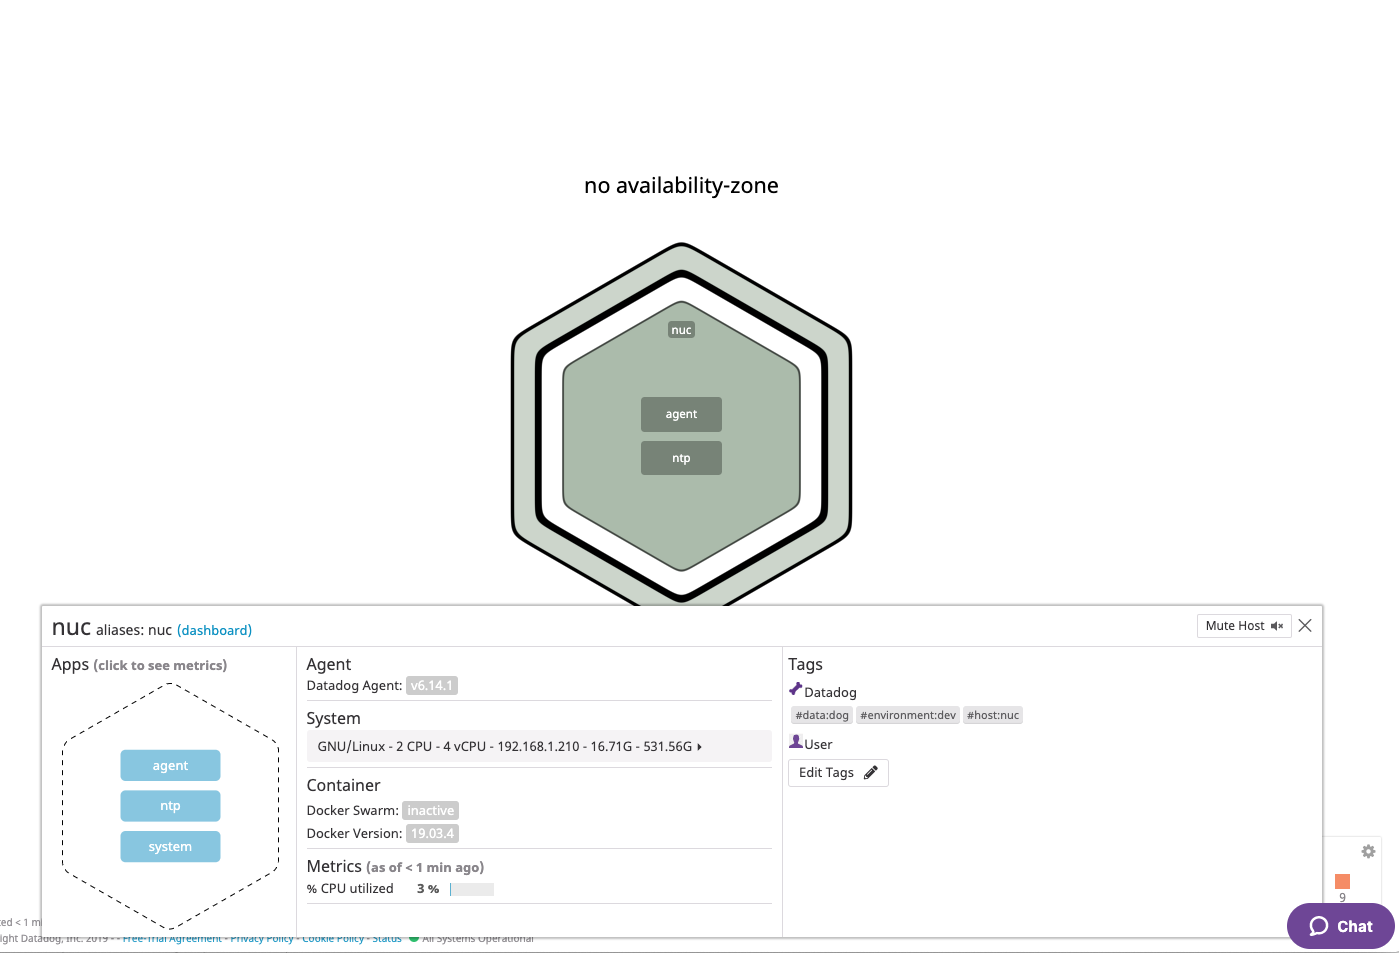 no availability-zone
nuc
agent
ntp
nuc aliases: nuc (dashboard)
Mute Host
Apps (click to see metrics)
agent
ntp
system
Agent
Datadog Agent: v6.14.1
System
GNU/Linux - 2 CPU - 4 vCPU - 192.168.1.210 - 16.71G - 531.56G
Container
Docker Swarm: inactive
Docker Version: 19.03.4
Metrics (as of < 1 min ago)
% CPU utilized 3 %
Tags
Datadog
#data:dog #environment:dev #host:nuc
User
Edit Tags
9
Chat
ted < 1 m
ight Datadog, Inc. 2019 - - Free-Trial Agreement - Privacy Policy - Cookie Policy - Status All Systems Operational